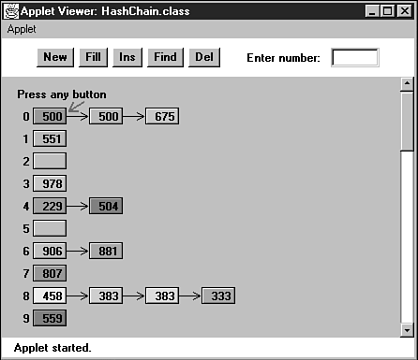 Applet Viewer: HashChain.class
Applet
New Fill Ins Find Del Enter number:
Press any button
0 500 500 675
1 551
2
3 978
4 229 504
5
6 906 881
7 807
8 458 383 383 333
9 559
Applet started.